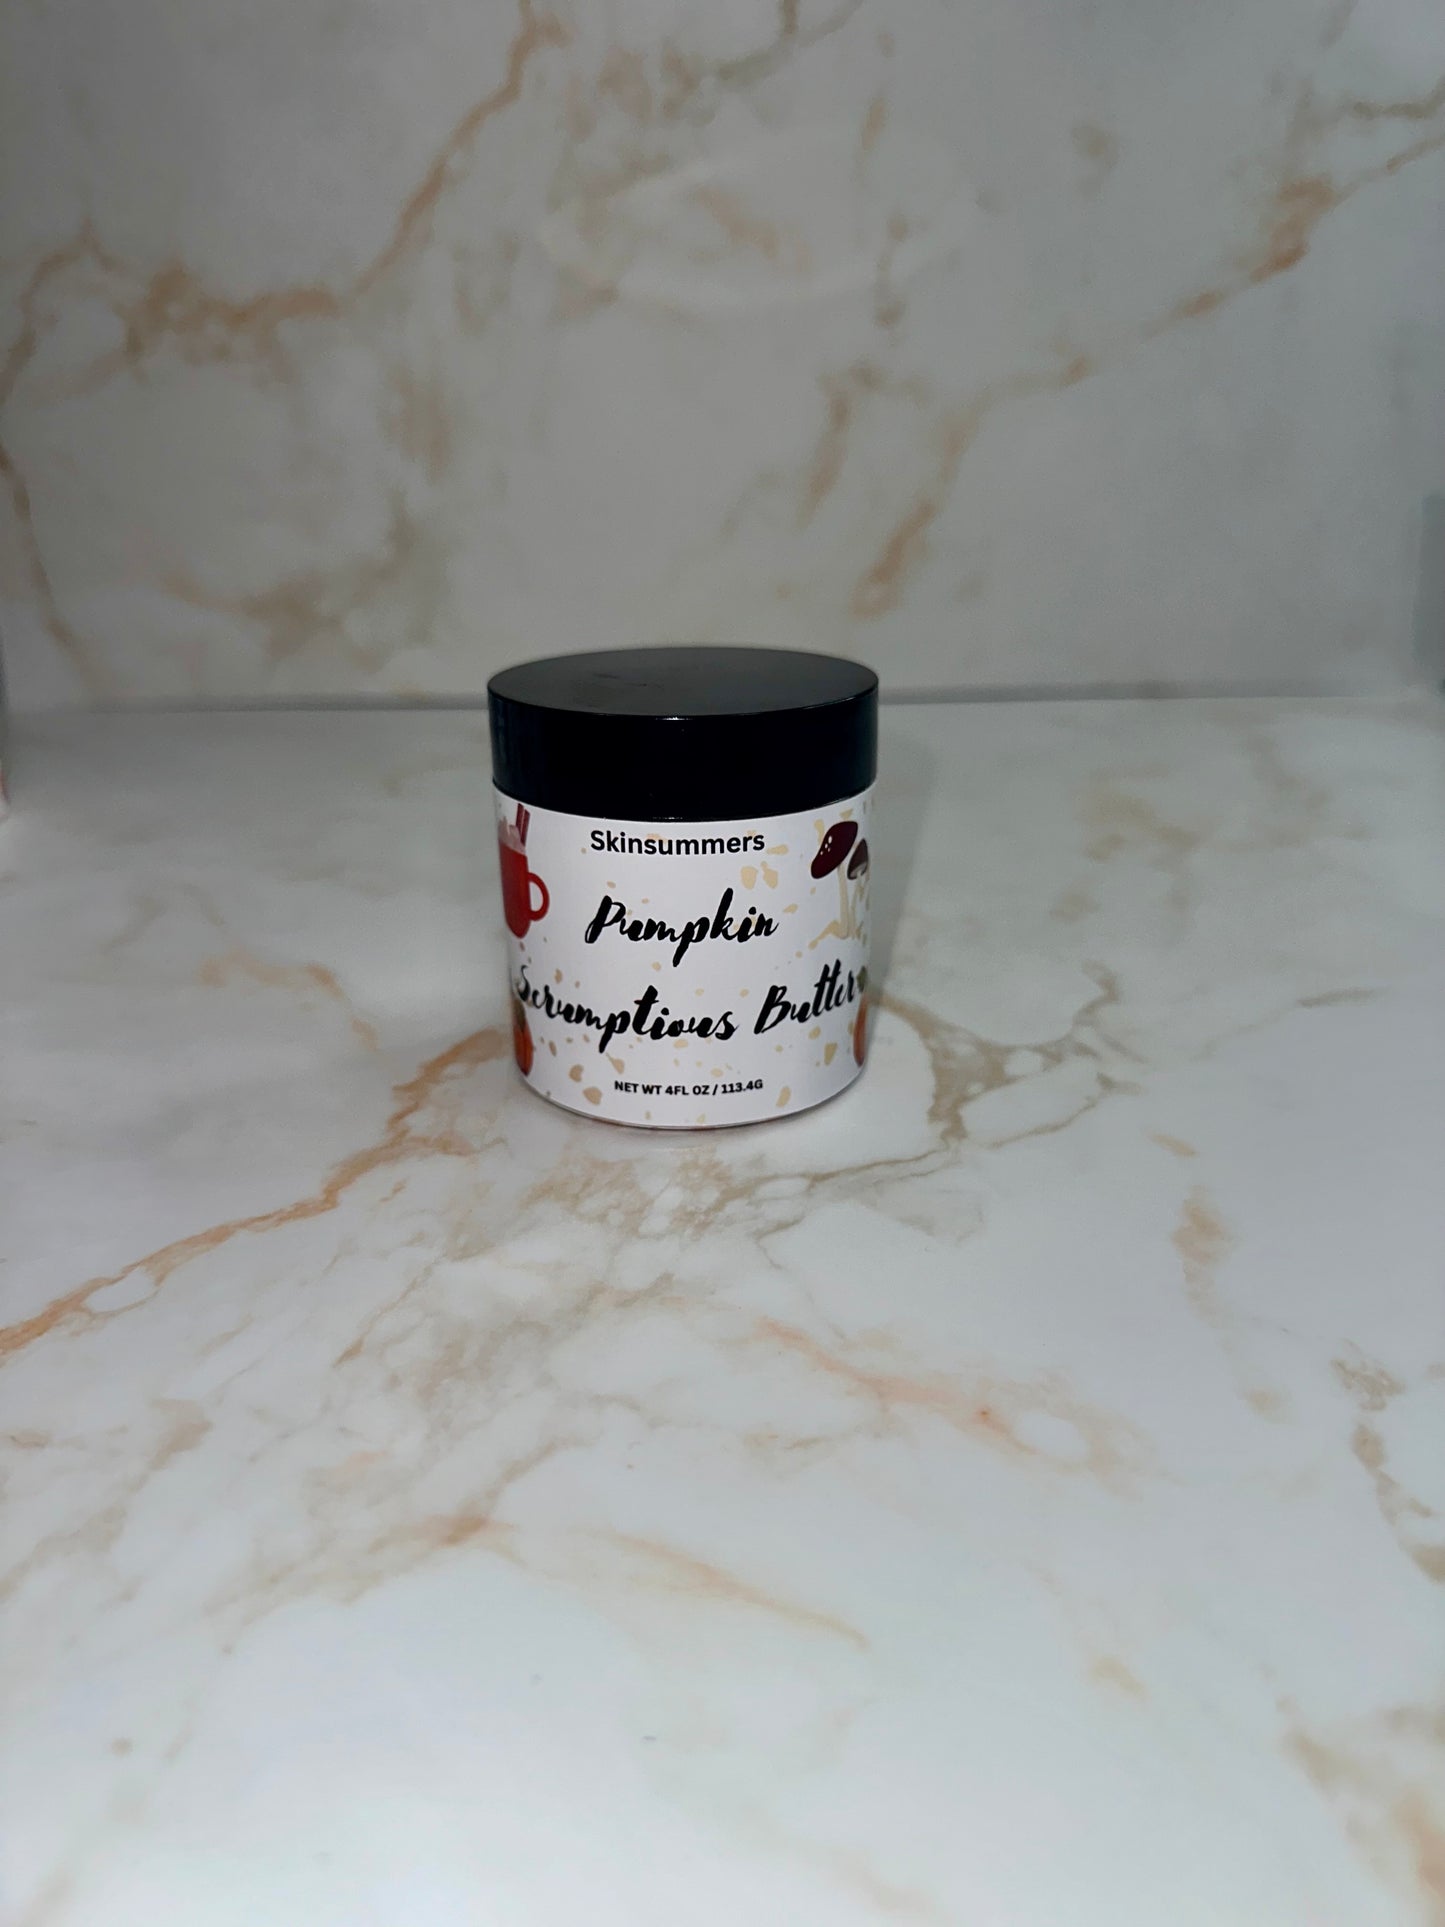 Skinsummers
Pumpkin
Scrumptious Butter
NET WT 4FL OZ / 113.4G